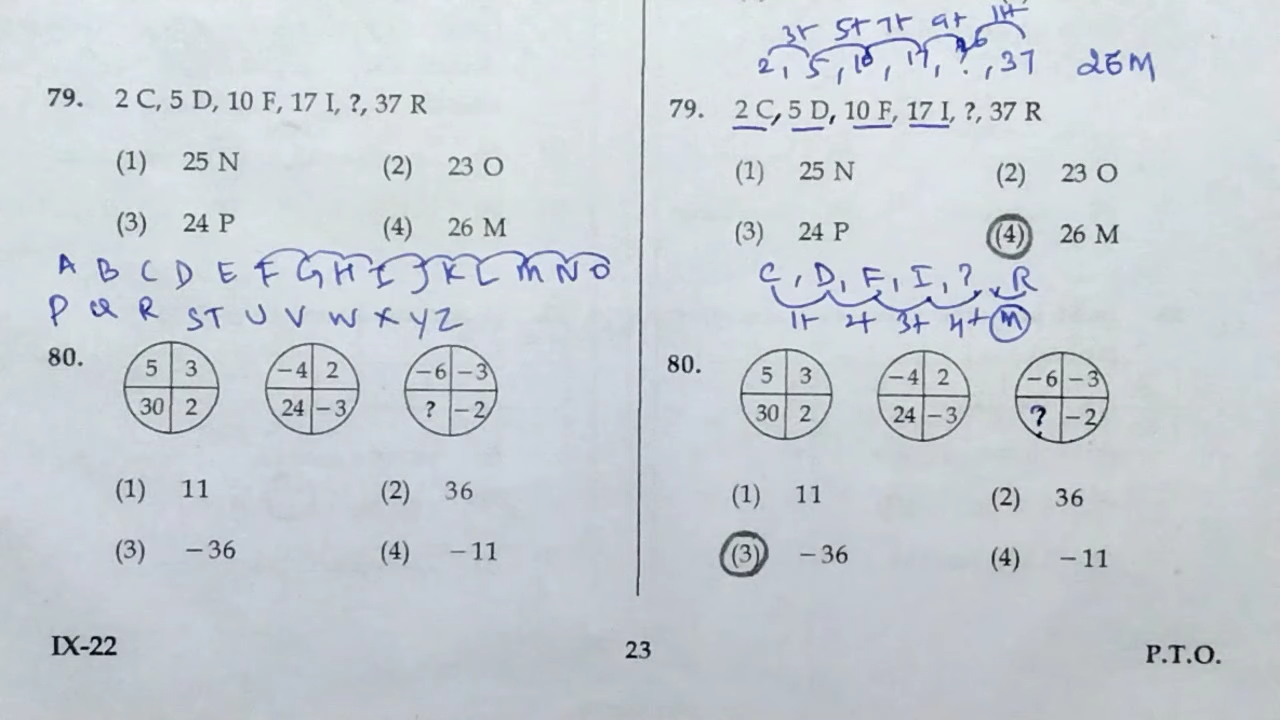 79. 2 C, 5 D, 10 F, 17 I, ?, 37 R
(1) 25 N (2) 23 O
(3) 24 P (4) 26 M
A B C D E F G H I J K L M N O
P Q R S T U V W X Y Z
80.
5 3 -4 2 -6 -3
30 2 24 -3 ? -2
(1) 11 (2) 36
(3) -36 (4) -11
3+ 5+ 7+ 9+ 11+
2, 5, 10, 17, ?, 37 26 M
79. 2 C, 5 D, 10 F, 17 I, ?, 37 R
(1) 25 N (2) 23 O
(3) 24 P (4) 26 M
C, D, F, I, ?, R
1+ 2+ 3+ 4+ M
80.
5 3 -4 2 -6 -3
30 2 24 -3 ? -2
(1) 11 (2) 36
(3) -36 (4) -11
IX-22 23 P.T.O.